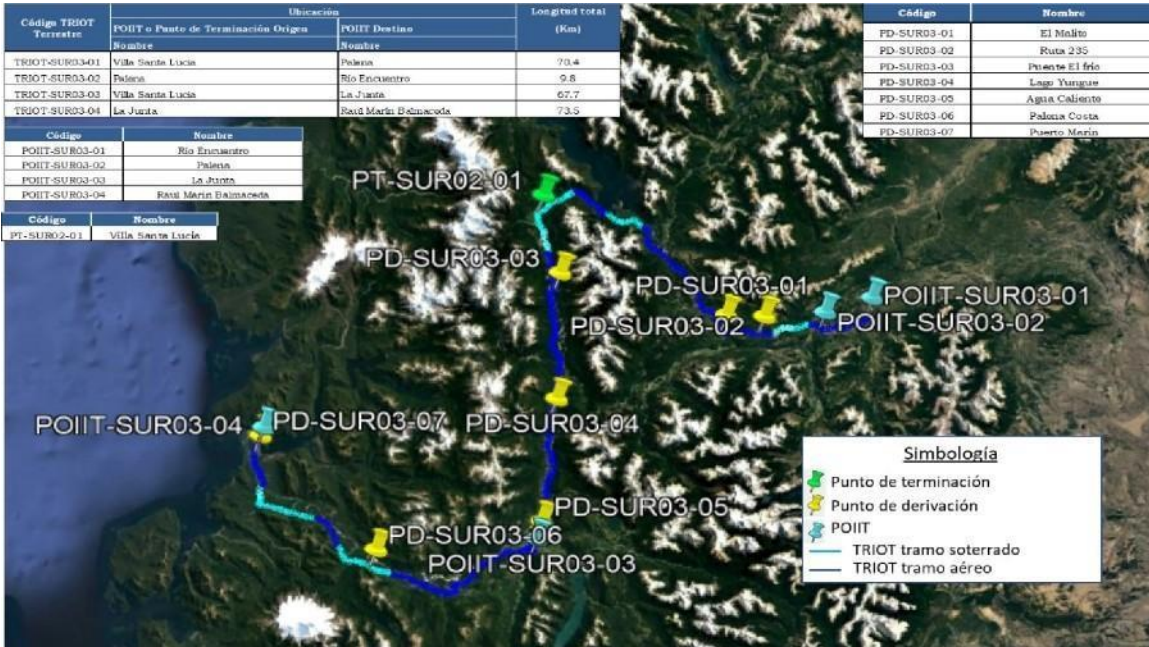 Código TRIOT Terrestre | Ubicación | Longitud total (Km)
POIIT o Punto de Terminación Origen | POIIT Destino
Nombre | Nombre
TRIOT-SUR03-01 | Villa Santa Lucía | Palena | 70.4
TRIOT-SUR03-02 | Palena | Río Encuentro | 9.8
TRIOT-SUR03-03 | Villa Santa Lucía | La Junta | 67.7
TRIOT-SUR03-04 | La Junta | Raúl Marín Balmaceda | 73.5
Código | Nombre
POIIT-SUR03-01 | Río Encuentro
POIIT-SUR03-02 | Palena
POIIT-SUR03-03 | La Junta
POIIT-SUR03-04 | Raúl Marín Balmaceda
Código | Nombre
PT-SUR02-01 | Villa Santa Lucía
Código | Nombre
PD-SUR03-01 | El Malito
PD-SUR03-02 | Ruta 235
PD-SUR03-03 | Puente El frío
PD-SUR03-04 | Lago Yungue
PD-SUR03-05 | Agua Caliente
PD-SUR03-06 | Palena Costa
PD-SUR03-07 | Puerto Marín
PT-SUR02-01
PD-SUR03-03
PD-SUR03-01
POIIT-SUR03-01
PD-SUR03-02
POIIT-SUR03-02
POIIT-SUR03-04
PD-SUR03-07
PD-SUR03-04
PD-SUR03-05
PD-SUR03-06
POIIT-SUR03-03
Simbología
Punto de terminación
Punto de derivación
POIIT
TRIOT tramo soterrado
TRIOT tramo aéreo